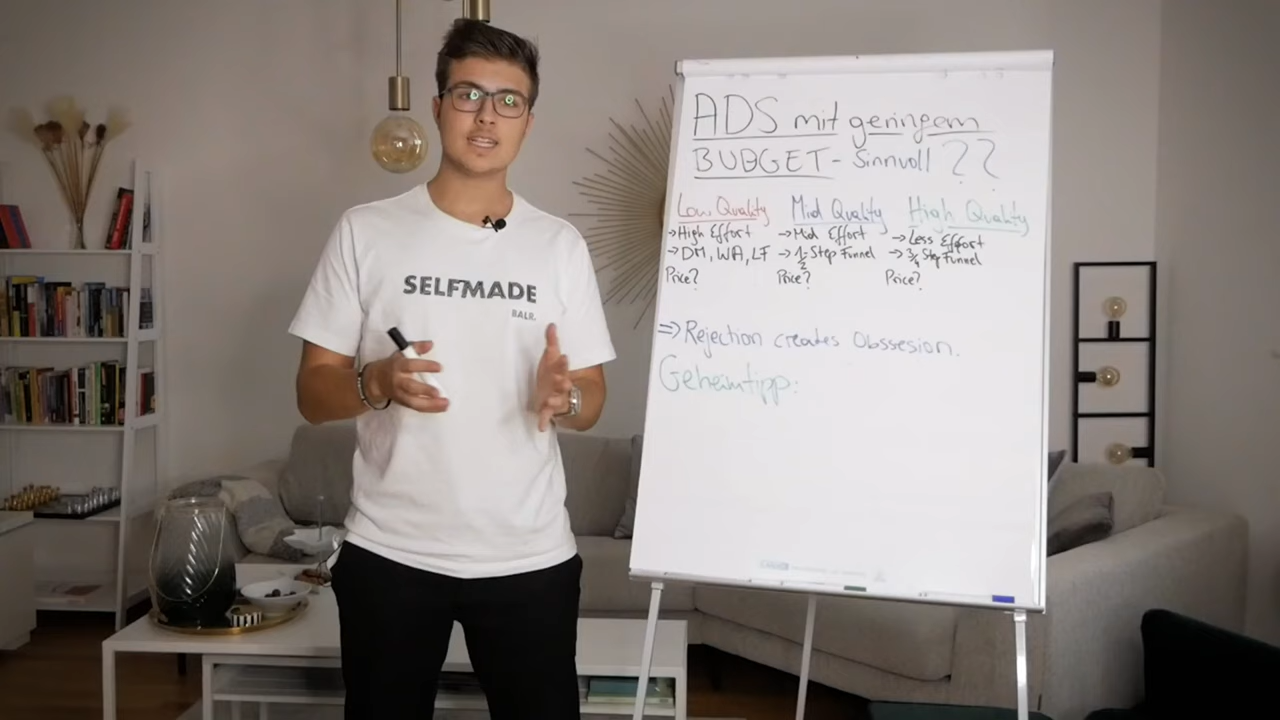 ADS mit geringem
BUDGET - Sinnvoll ??
Low Quality
→ High Effort
→ DM, WA, LF
Price?
Mid Quality
→ Mid Effort
→ 1-Step Funnel
2
Price?
High Quality
→ Less Effort
→ 3/4 Step Funnel
Price?
=> Rejection creates Obssesion.
Geheimtipp:
SELFMADE
BALR.